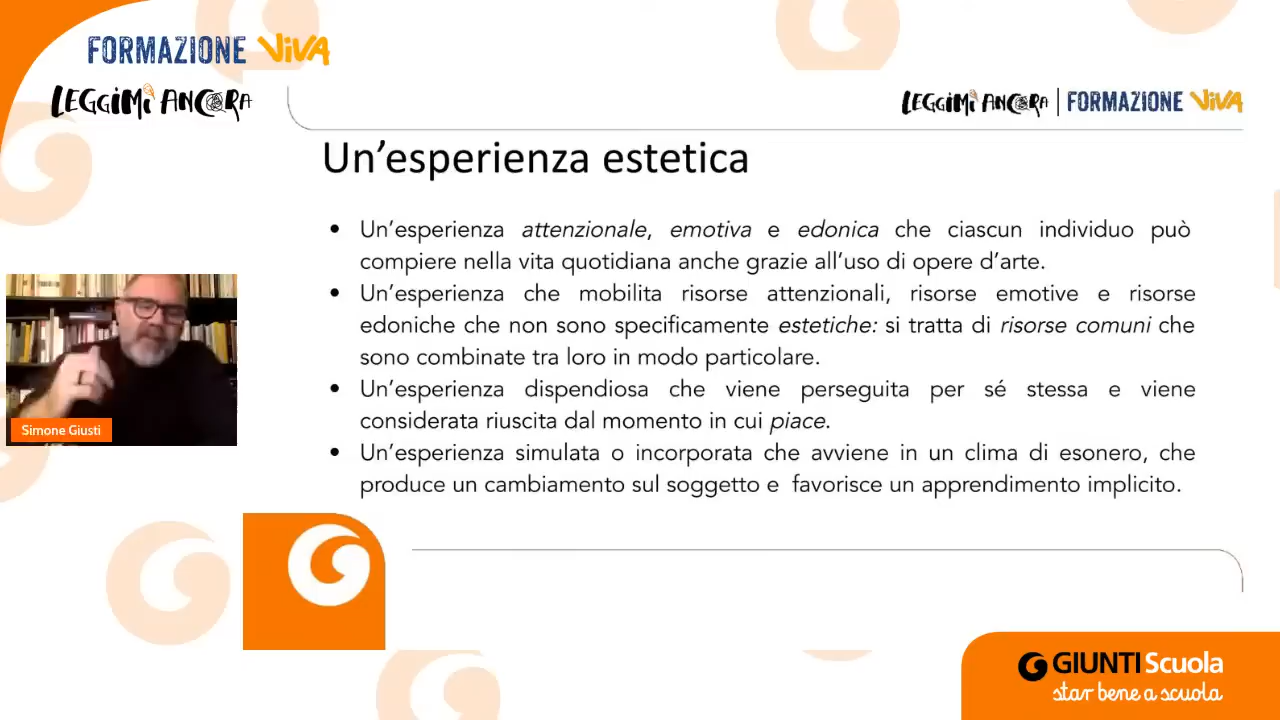 FORMAZIONE VIVA
LEGGIMI ANCORA
LEGGIMI ANCORA | FORMAZIONE VIVA
Un’esperienza estetica
• Un’esperienza attenzionale, emotiva e edonica che ciascun individuo può
compiere nella vita quotidiana anche grazie all’uso di opere d’arte.
• Un’esperienza che mobilita risorse attenzionali, risorse emotive e risorse
edoniche che non sono specificamente estetiche: si tratta di risorse comuni che
sono combinate tra loro in modo particolare.
• Un’esperienza dispendiosa che viene perseguita per sé stessa e viene
considerata riuscita dal momento in cui piace.
• Un’esperienza simulata o incorporata che avviene in un clima di esonero, che
produce un cambiamento sul soggetto e favorisce un apprendimento implicito.
Simone Giusti
GIUNTI Scuola
star bene a scuola